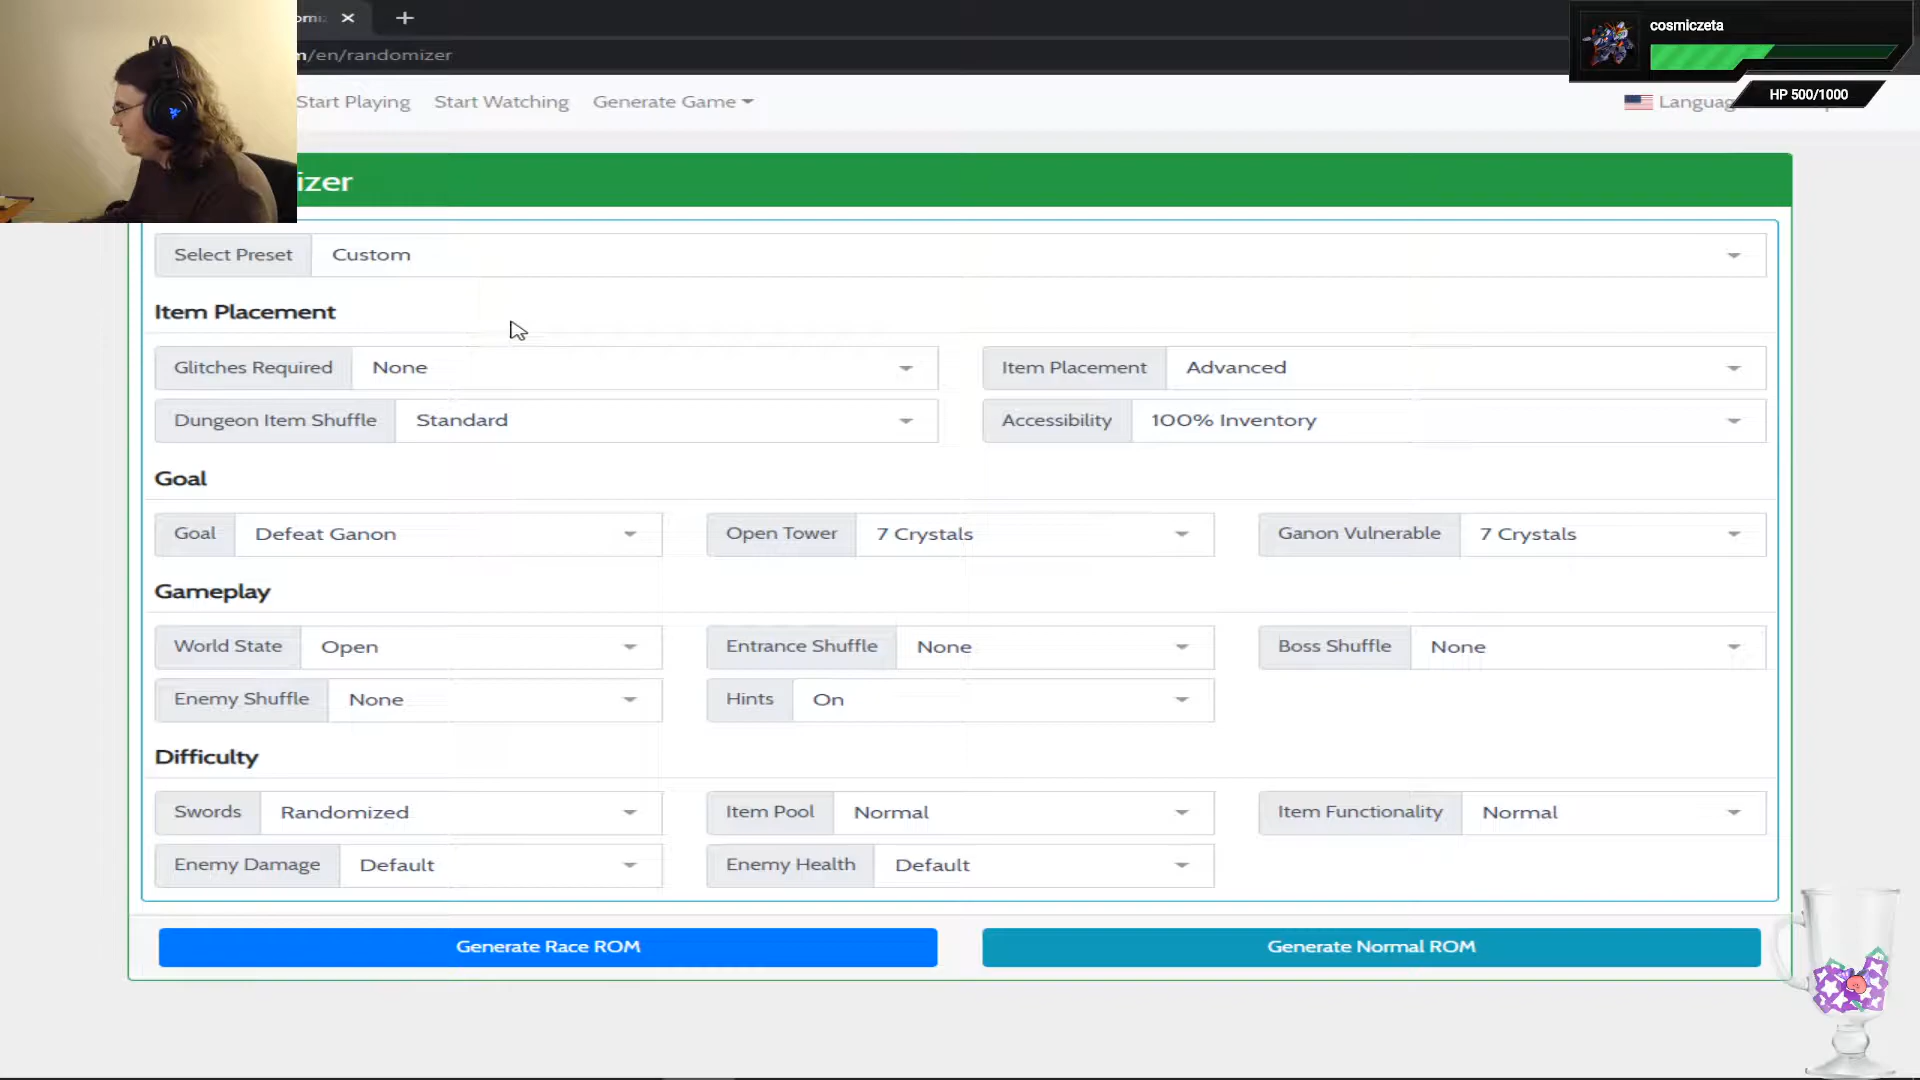 omiz
/en/randomizer
cosmiczeta
HP 500/1000
Start Playing Start Watching Generate Game Languag
izer
Select Preset Custom
Item Placement
Glitches Required None Item Placement Advanced
Dungeon Item Shuffle Standard Accessibility 100% Inventory
Goal
Goal Defeat Ganon Open Tower 7 Crystals Ganon Vulnerable 7 Crystals
Gameplay
World State Open Entrance Shuffle None Boss Shuffle None
Enemy Shuffle None Hints On
Difficulty
Swords Randomized Item Pool Normal Item Functionality Normal
Enemy Damage Default Enemy Health Default
Generate Race ROM Generate Normal ROM